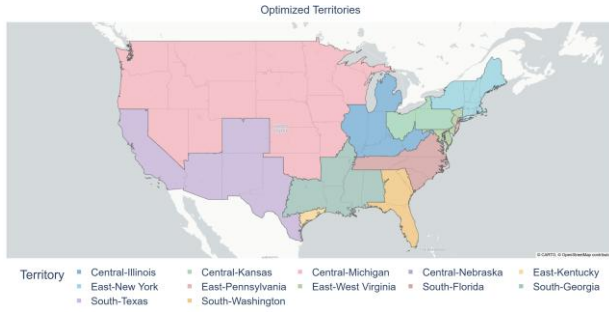 Optimized Territories
© CARTO, © OpenStreetMap contributors
Territory
Central-Illinois
Central-Kansas
Central-Michigan
Central-Nebraska
East-Kentucky
East-New York
East-Pennsylvania
East-West Virginia
South-Florida
South-Georgia
South-Texas
South-Washington